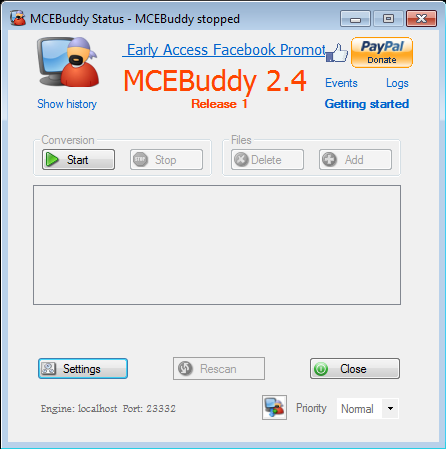 MCEBuddy Status - MCEBuddy stopped
Early Access Facebook Promot
PayPal
Donate
MCEBuddy 2.4
Events Logs
Show history
Release 1
Getting started
Conversion
Files
Start
STOP
Stop
Delete
Add
Settings
Rescan
Close
Engine: localhost Port: 23332
Priority
Normal